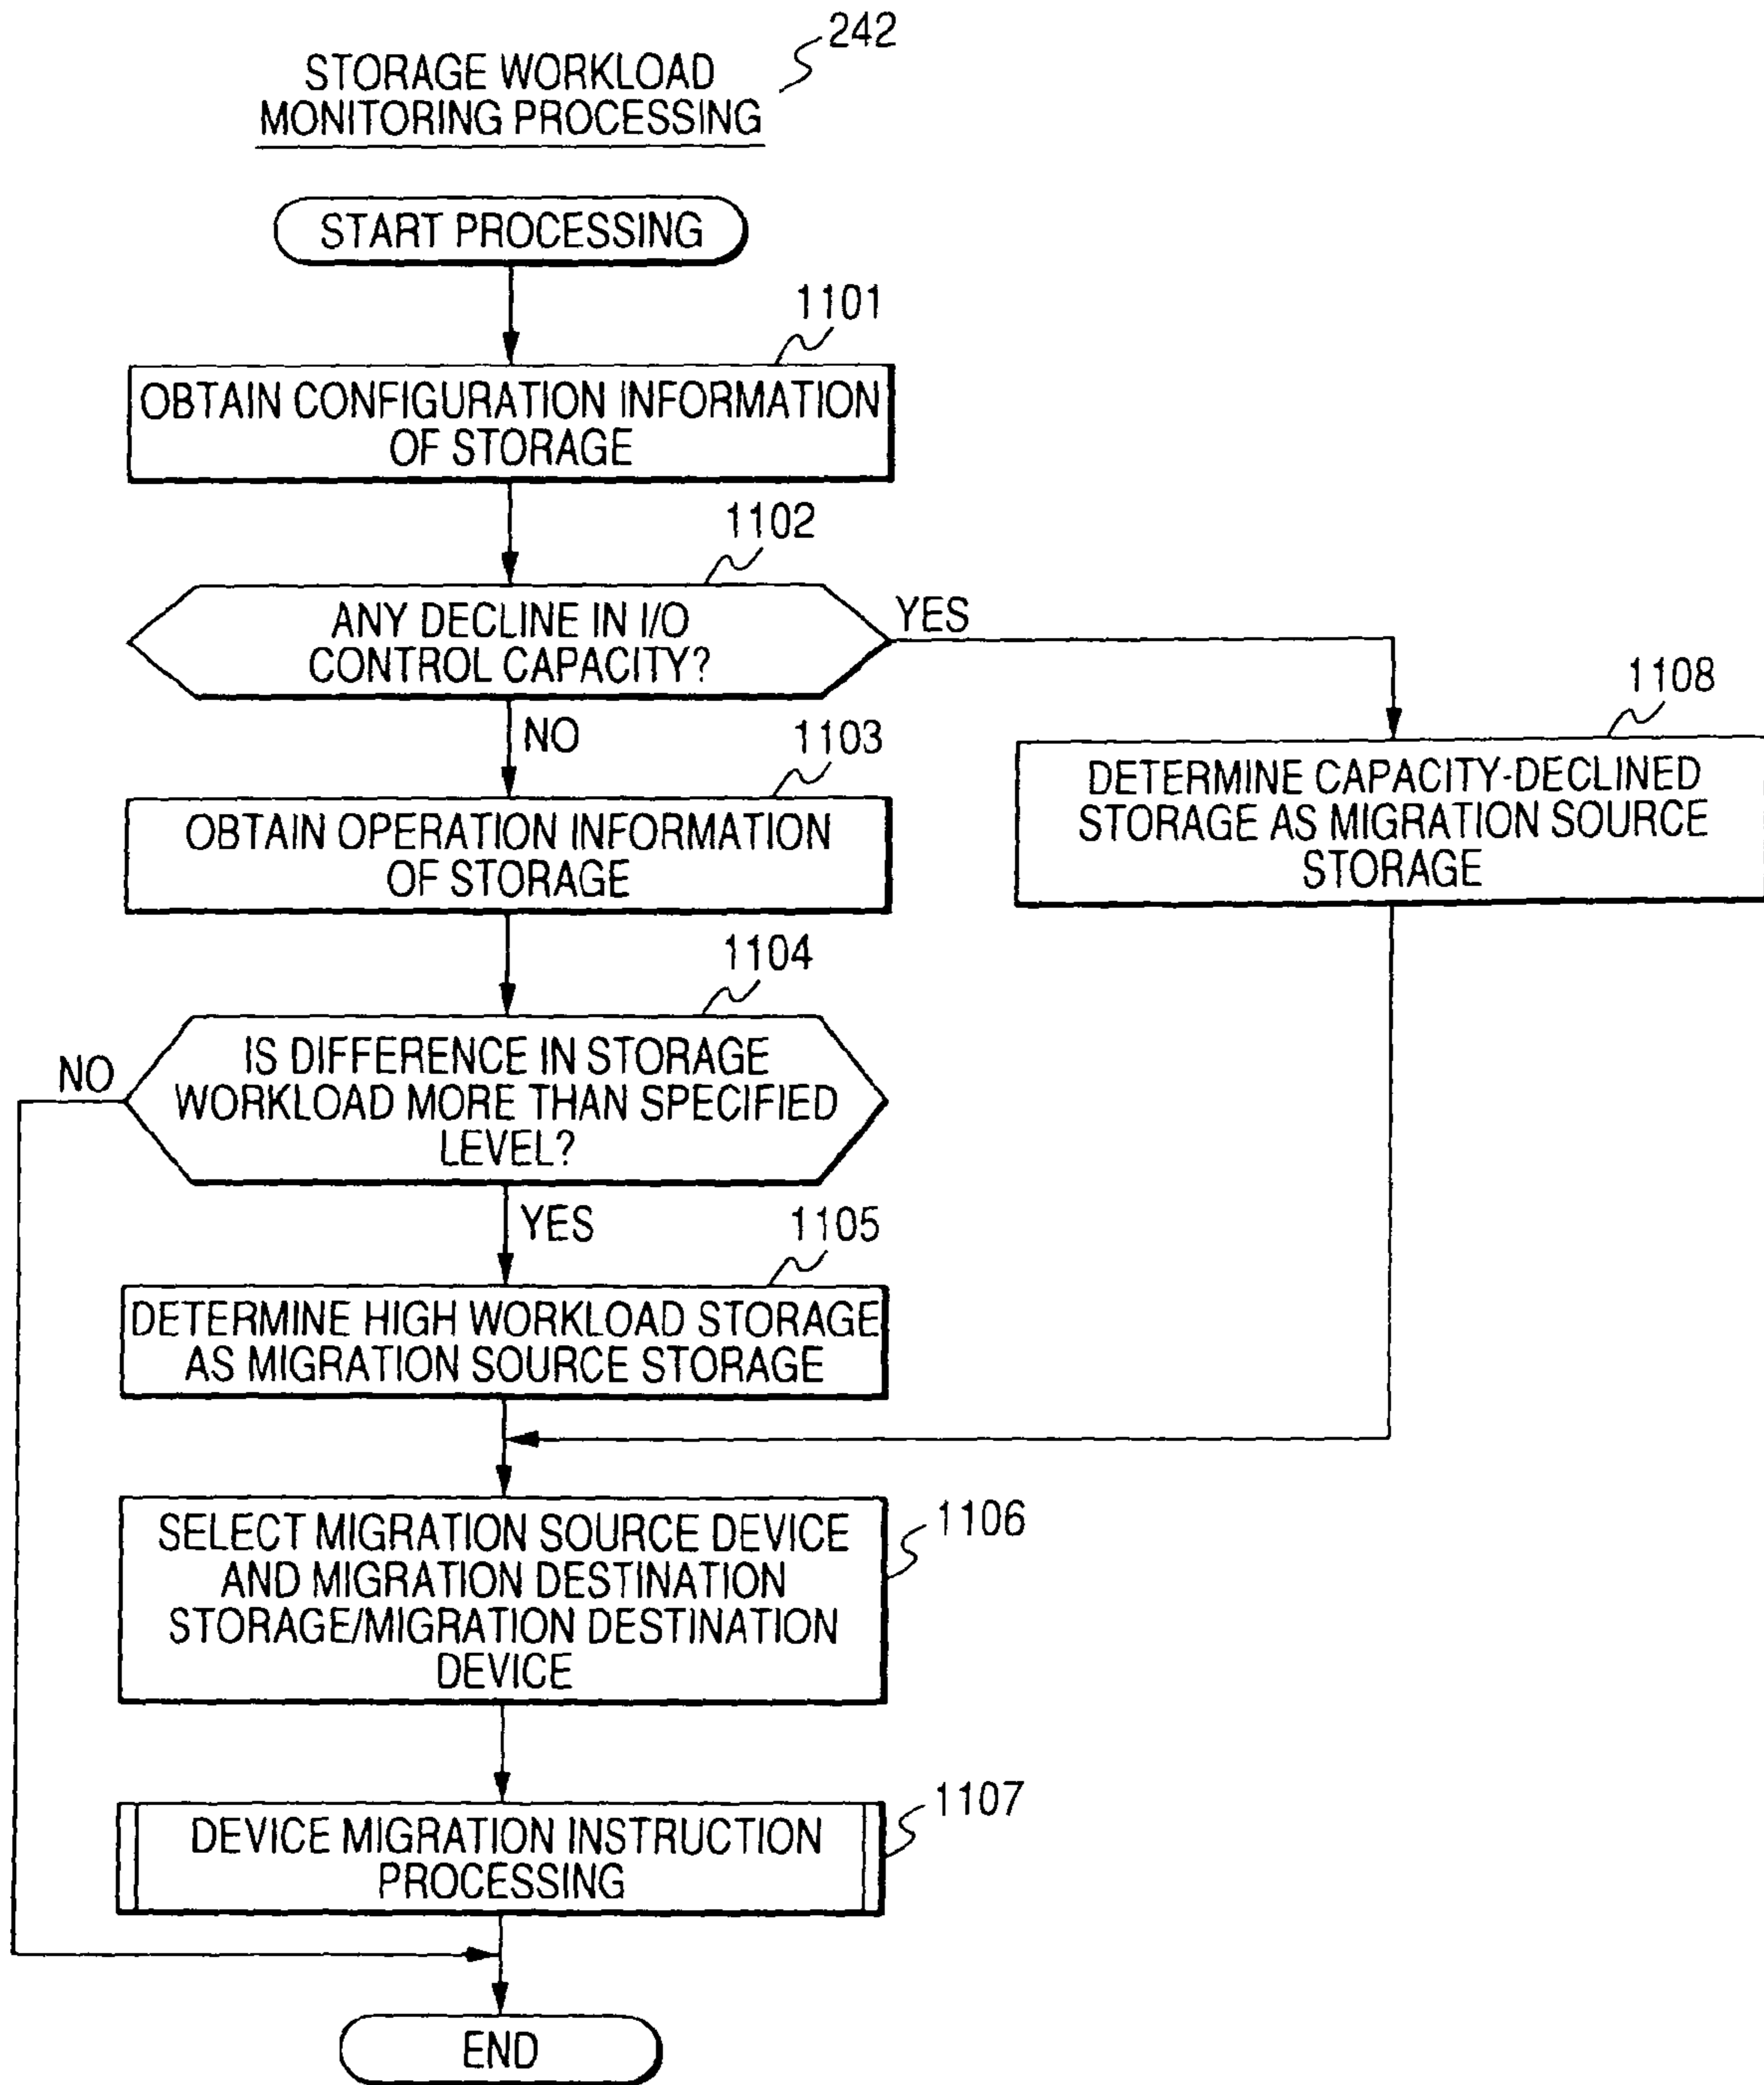 242
STORAGE WORKLOAD
MONITORING PROCESSING
START PROCESSING
1101
OBTAIN CONFIGURATION INFORMATION
OF STORAGE
1102
ANY DECLINE IN I/O
CONTROL CAPACITY?
YES
NO
1108
DETERMINE CAPACITY-DECLINED
STORAGE AS MIGRATION SOURCE
STORAGE
1103
OBTAIN OPERATION INFORMATION
OF STORAGE
1104
IS DIFFERENCE IN STORAGE
WORKLOAD MORE THAN SPECIFIED
LEVEL?
NO
YES
1105
DETERMINE HIGH WORKLOAD STORAGE
AS MIGRATION SOURCE STORAGE
1106
SELECT MIGRATION SOURCE DEVICE
AND MIGRATION DESTINATION
STORAGE/MIGRATION DESTINATION
DEVICE
1107
DEVICE MIGRATION INSTRUCTION
PROCESSING
END